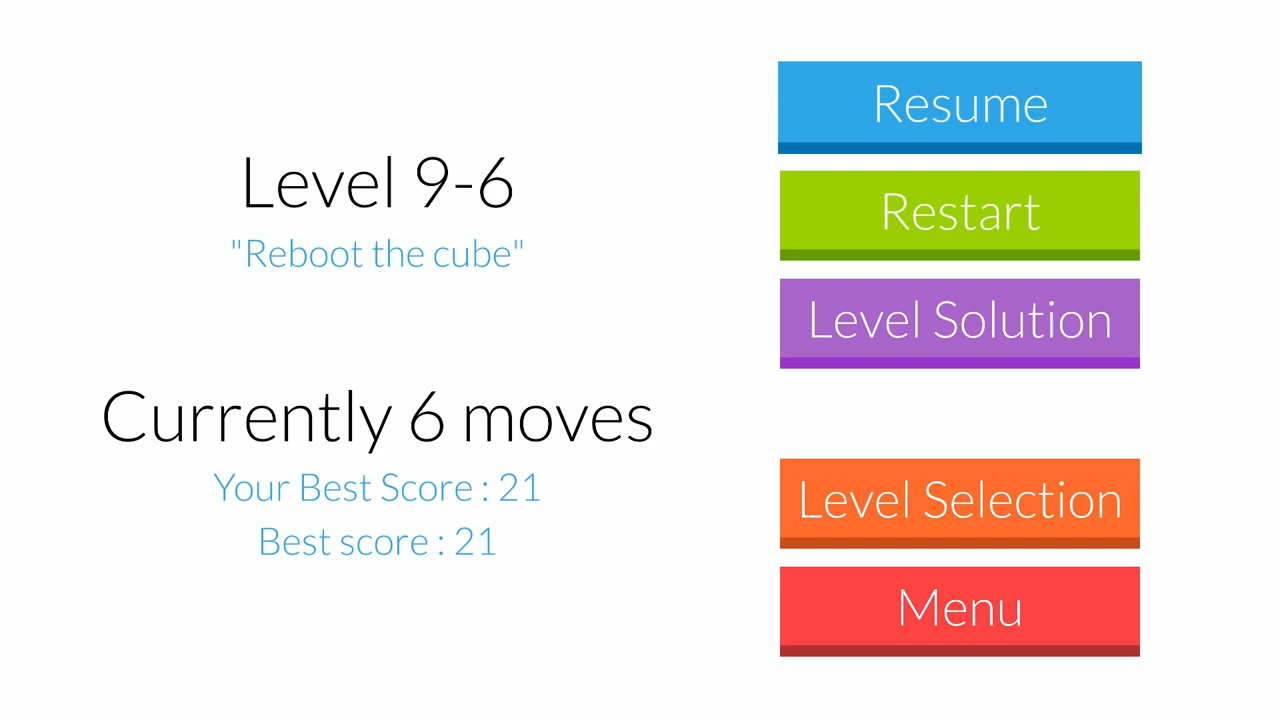 Level 9-6
"Reboot the cube"
Currently 6 moves
Your Best Score : 21
Best score : 21
Resume
Restart
Level Solution
Level Selection
Menu